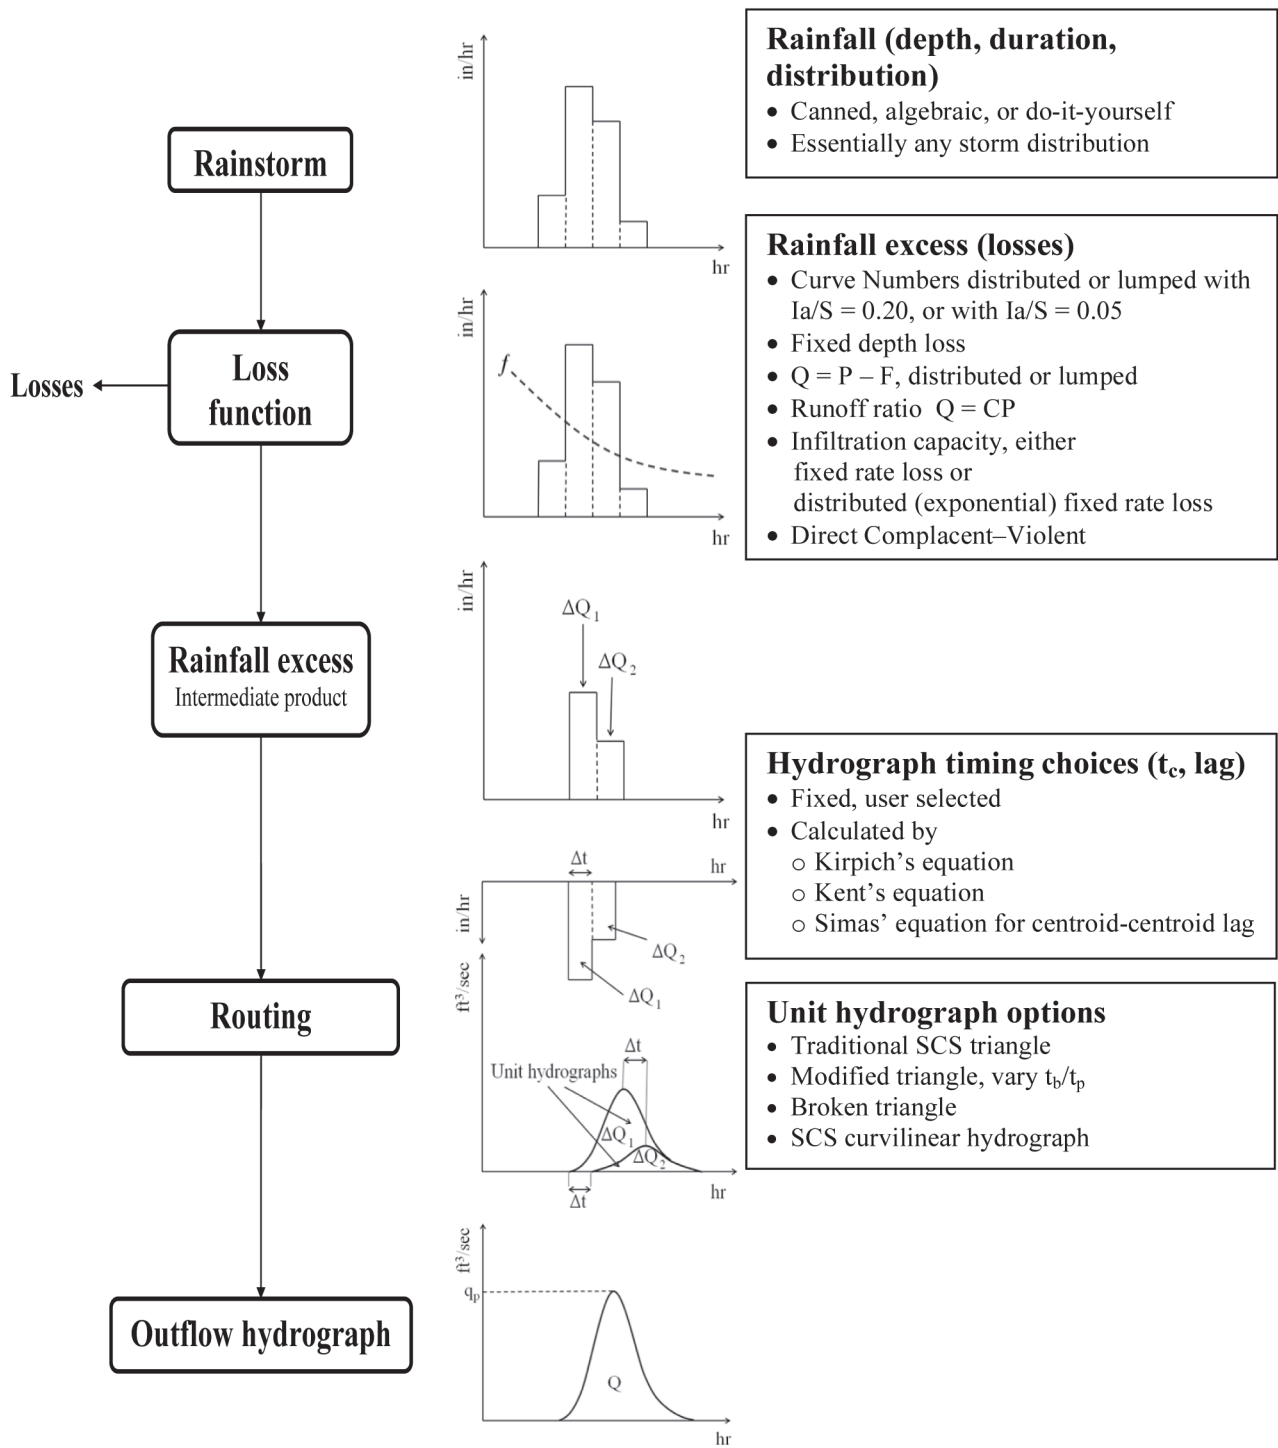 Rainstorm
Losses
Loss
function
Rainfall excess
Intermediate product
Routing
Outflow hydrograph
in/hr
hr
in/hr
f
hr
in/hr
ΔQ1
ΔQ2
hr
Δt
hr
in/hr
ΔQ2
ΔQ1
ft³/sec
Δt
Unit hydrographs
ΔQ1
ΔQ2
hr
Δt
ft³/sec
qp
Q
hr
Rainfall (depth, duration,
distribution)
• Canned, algebraic, or do-it-yourself
• Essentially any storm distribution
Rainfall excess (losses)
• Curve Numbers distributed or lumped with
Ia/S = 0.20, or with Ia/S = 0.05
• Fixed depth loss
• Q = P – F, distributed or lumped
• Runoff ratio Q = CP
• Infiltration capacity, either
fixed rate loss or
distributed (exponential) fixed rate loss
• Direct Complacent–Violent
Hydrograph timing choices (tc, lag)
• Fixed, user selected
• Calculated by
o Kirpich’s equation
o Kent’s equation
o Simas’ equation for centroid-centroid lag
Unit hydrograph options
• Traditional SCS triangle
• Modified triangle, vary tb/tp
• Broken triangle
• SCS curvilinear hydrograph